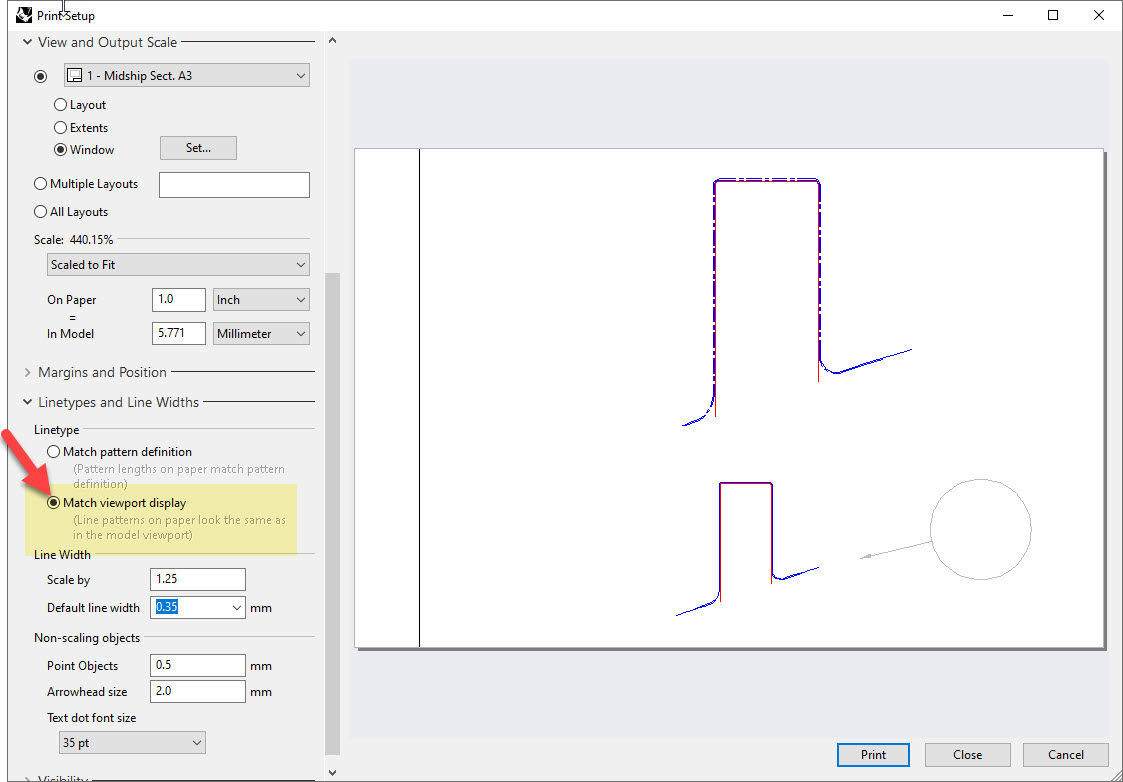 Print Setup
View and Output Scale
1 - Midship Sect. A3
Layout
Extents
Window
Set...
Multiple Layouts
All Layouts
Scale: 440.15%
Scaled to Fit
On Paper
1.0
Inch
=
In Model
5.771
Millimeter
Margins and Position
Linetypes and Line Widths
Linetype
Match pattern definition
(Pattern lengths on paper match pattern
definition)
Match viewport display
(Line patterns on paper look the same as
in the model viewport)
Line Width
Scale by
1.25
Default line width
0.35
mm
Non-scaling objects
Point Objects
0.5
mm
Arrowhead size
2.0
mm
Text dot font size
35 pt
Visibility
Print
Close
Cancel